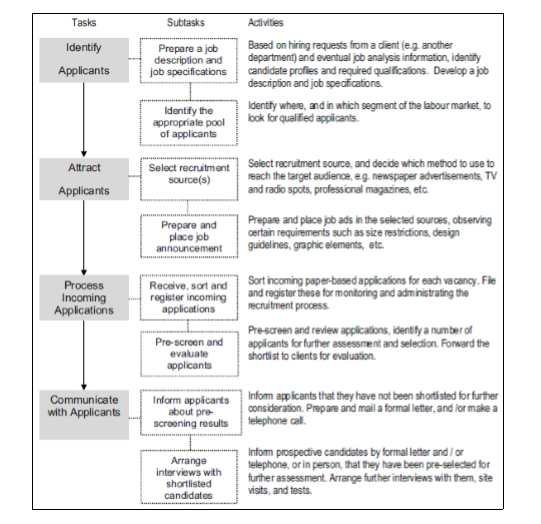 Tasks
Subtasks
Activities
Identify
Applicants
Prepare a job
description and
job specifications
Based on hiring requests from a client (e.g. another
department) and eventual job analysis information, identify
candidate profiles and required qualifications. Develop a job
description and job specifications.
Identify the
appropriate pool
of applicants
Identify where, and in which segment of the labour market, to
look for qualified applicants.
Attract
Applicants
Select recruitment
source(s)
Select recruitment source, and decide which method to use to
reach the target audience, e.g. newspaper advertisements, TV
and radio spots, professional magazines, etc.
Prepare and
place job
announcement
Prepare and place job ads in the selected sources, observing
certain requirements such as size restrictions, design
guidelines, graphic elements, etc.
Process
Incoming
Applications
Receive, sort and
register incoming
applications
Sort incoming paper-based applications for each vacancy. File
and register these for monitoring and administrating the
recruitment process.
Pre-screen and
evaluate
applicants
Pre-screen and review applications, identify a number of
applicants for further assessment and selection. Forward the
shortlist to clients for evaluation.
Communicate
with Applicants
Inform applicants
about pre-
screening results
Inform applicants that they have not been shortlisted for further
consideration. Prepare and mail a formal letter, and /or make a
telephone call.
Arrange
interviews with
shortlisted
candidates
Inform prospective candidates by formal letter and / or
telephone, or in person, that they have been pre-selected for
further assessment. Arrange further interviews with them, site
visits, and tests.